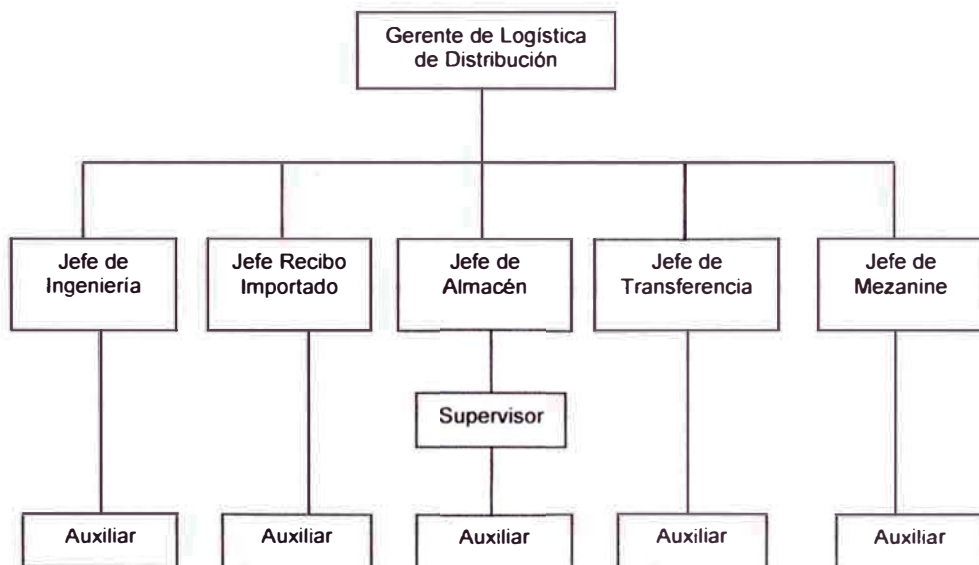 Gerente de Logística
de Distribución
Jefe de
Ingeniería
Jefe Recibo
Importado
Jefe de
Almacén
Jefe de
Transferencia
Jefe de
Mezanine
Supervisor
Auxiliar
Auxiliar
Auxiliar
Auxiliar
Auxiliar